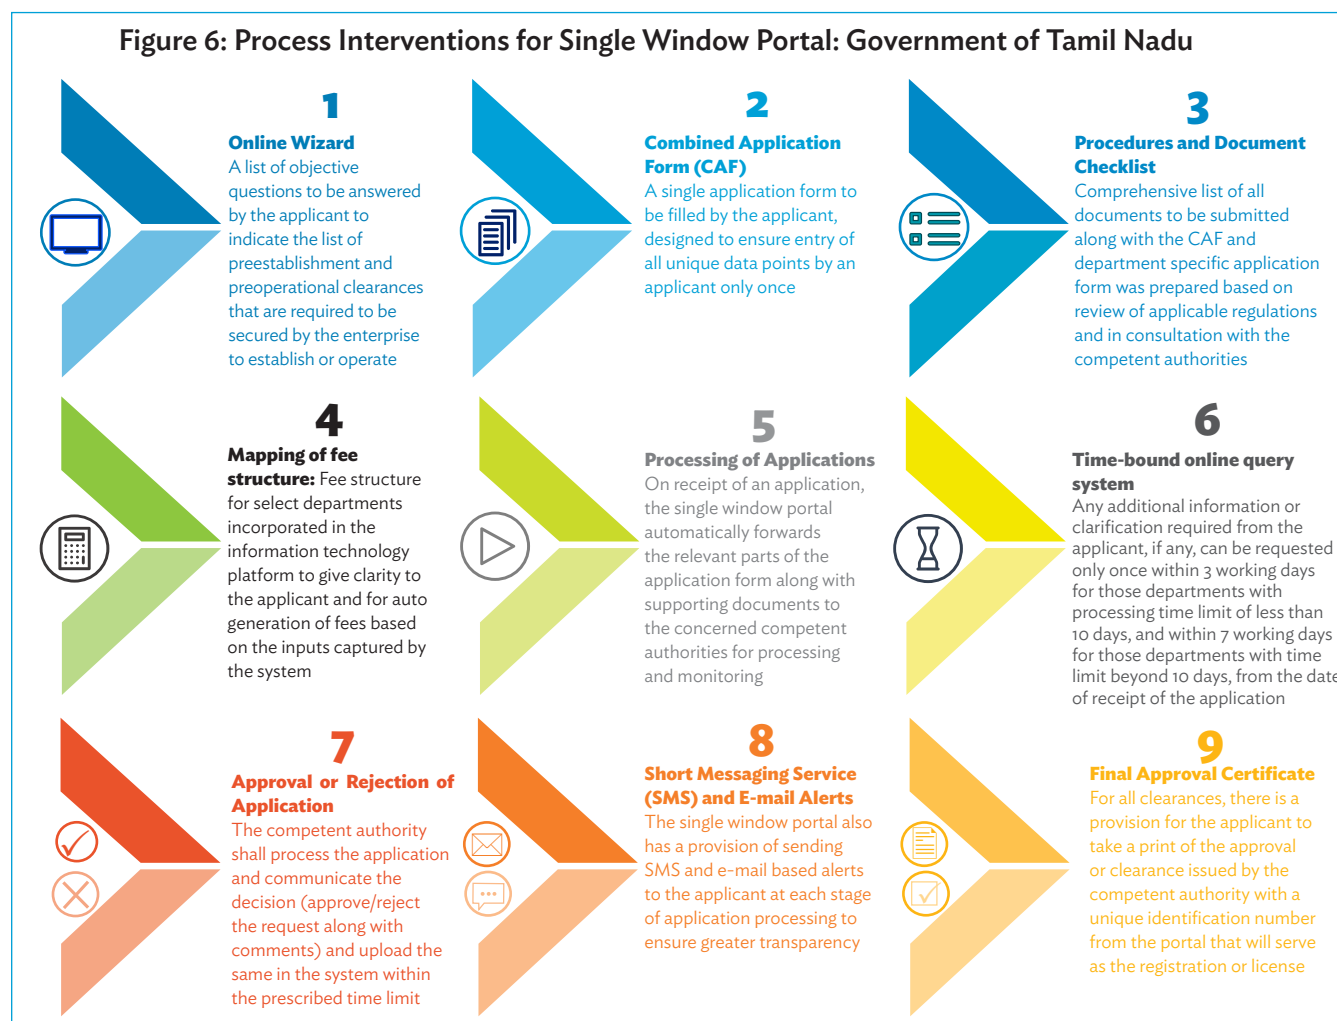 Figure 6: Process Interventions for Single Window Portal: Government of Tamil Nadu
1
Online Wizard
A list of objective
questions to be answered
by the applicant to
indicate the list of
preestablishment and
preoperational clearances
that are required to be
secured by the enterprise
to establish or operate
2
Combined Application
Form (CAF)
A single application form to
be filled by the applicant,
designed to ensure entry of
all unique data points by an
applicant only once
3
Procedures and Document
Checklist
Comprehensive list of all
documents to be submitted
along with the CAF and
department specific application
form was prepared based on
review of applicable regulations
and in consultation with the
competent authorities
4
Mapping of fee
structure: Fee structure
for select departments
incorporated in the
information technology
platform to give clarity to
the applicant and for auto
generation of fees based
on the inputs captured by
the system
5
Processing of Applications
On receipt of an application,
the single window portal
automatically forwards
the relevant parts of the
application form along with
supporting documents to
the concerned competent
authorities for processing
and monitoring
6
Time-bound online query
system
Any additional information or
clarification required from the
applicant, if any, can be requested
only once within 3 working days
for those departments with
processing time limit of less than
10 days, and within 7 working days
for those departments with time
limit beyond 10 days, from the date
of receipt of the application
7
Approval or Rejection of
Application
The competent authority
shall process the application
and communicate the
decision (approve/reject
the request along with
comments) and upload the
same in the system within
the prescribed time limit
8
Short Messaging Service
(SMS) and E-mail Alerts
The single window portal also
has a provision of sending
SMS and e-mail based alerts
to the applicant at each stage
of application processing to
ensure greater transparency
9
Final Approval Certificate
For all clearances, there is a
provision for the applicant to
take a print of the approval
or clearance issued by the
competent authority with a
unique identification number
from the portal that will serve
as the registration or license